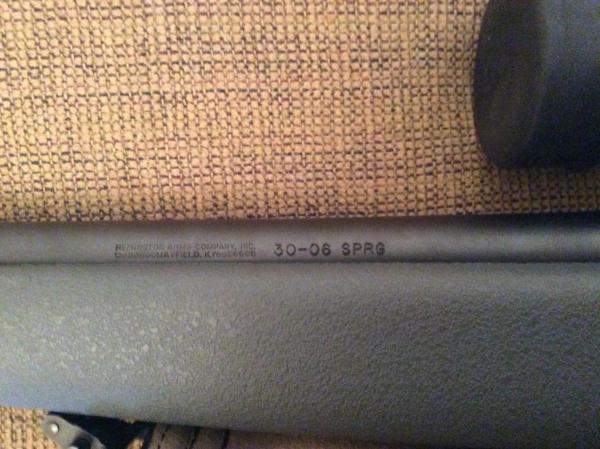 REMINGTON ARMS COMPANY, INC.
MAYFIELD, KY
30-06 SPRG